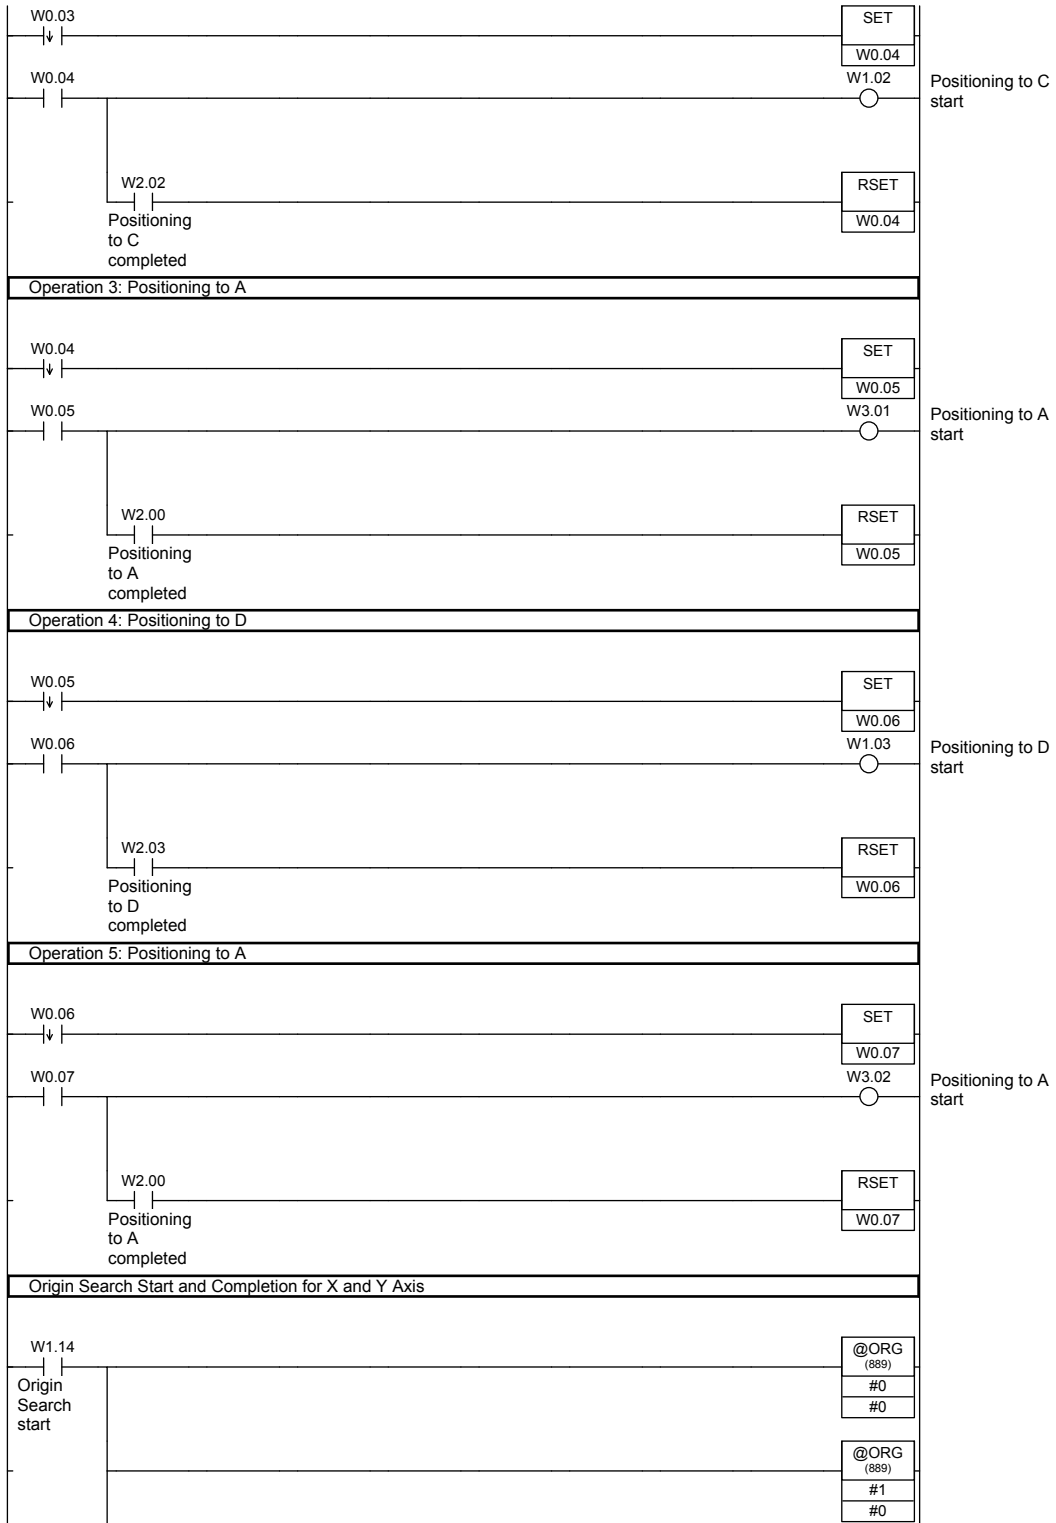 W0.03
SET
W0.04
W0.04
W1.02
Positioning to C
start
W2.02
Positioning
to C
completed
RSET
W0.04
Operation 3: Positioning to A
W0.04
SET
W0.05
W0.05
W3.01
Positioning to A
start
W2.00
Positioning
to A
completed
RSET
W0.05
Operation 4: Positioning to D
W0.05
SET
W0.06
W0.06
W1.03
Positioning to D
start
W2.03
Positioning
to D
completed
RSET
W0.06
Operation 5: Positioning to A
W0.06
SET
W0.07
W0.07
W3.02
Positioning to A
start
W2.00
Positioning
to A
completed
RSET
W0.07
Origin Search Start and Completion for X and Y Axis
W1.14
Origin
Search
start
@ORG
(889)
#0
#0
@ORG
(889)
#1
#0